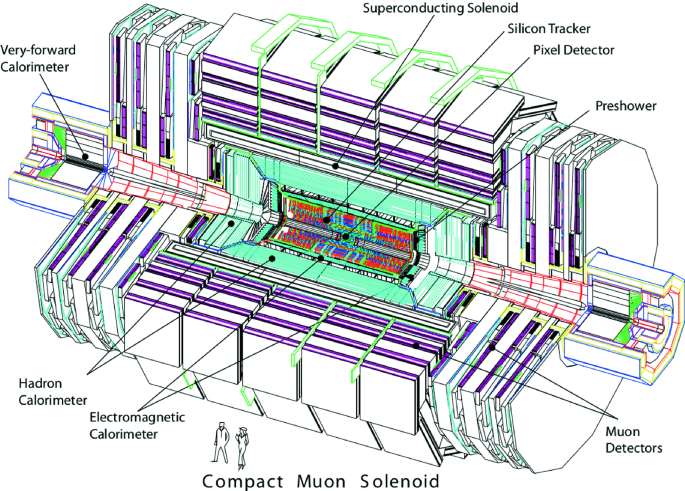 Superconducting Solenoid
Silicon Tracker
Pixel Detector
Very-forward
Calorimeter
Preshower
Hadron
Calorimeter
Electromagnetic
Calorimeter
Muon
Detectors
Compact Muon Solenoid